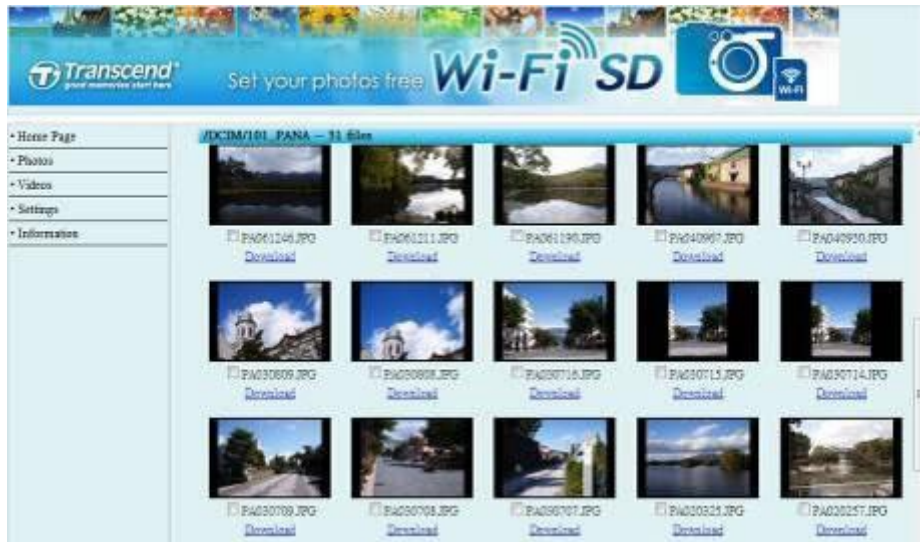 Transcend
good memories start here
Set your photos free Wi-Fi SD
Wi-Fi
• Home Page
• Photos
• Videos
• Settings
• Information
/DCIM/101_PANA -- 51 files
PA061246.JPG PA061211.JPG PA061190.JPG PA040967.JPG PA040930.JPG
Download Download Download Download Download
PA030809.JPG PA030808.JPG PA030716.JPG PA030715.JPG PA030714.JPG
Download Download Download Download Download
PA030709.JPG PA030708.JPG PA030707.JPG PA020325.JPG PA020257.JPG
Download Download Download Download Download